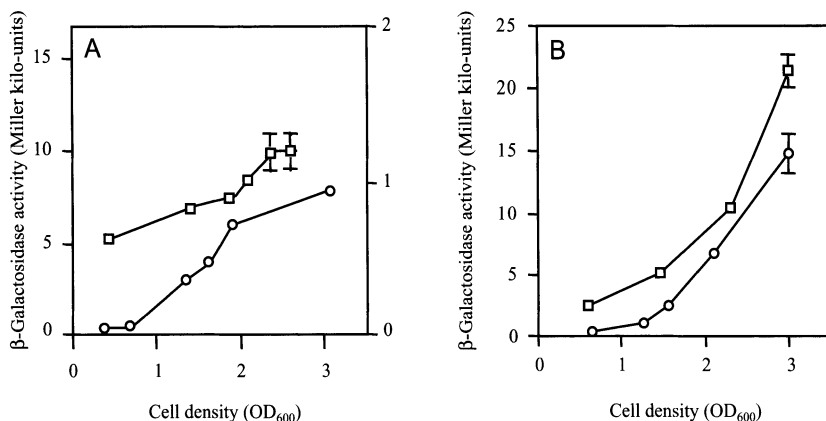 A
β-Galactosidase activity (Miller kilo-units)
15
10
5
0
2
1
0
0 1 2 3
Cell density (OD600)
B
β-Galactosidase activity (Miller kilo-units)
25
20
15
10
5
0
0 1 2 3
Cell density (OD600)